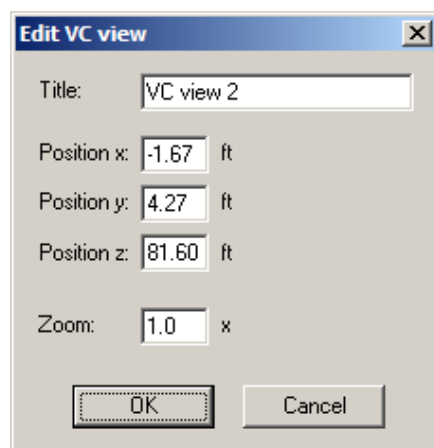 Edit VC view
Title: VC view 2
Position x: -1.67 ft
Position y: 4.27 ft
Position z: 81.60 ft
Zoom: 1.0 x
OK Cancel